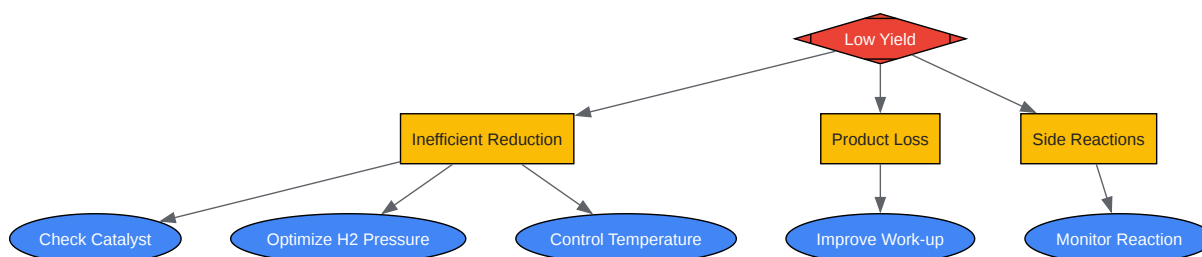 Low Yield
Inefficient Reduction
Product Loss
Side Reactions
Check Catalyst
Optimize H2 Pressure
Control Temperature
Improve Work-up
Monitor Reaction